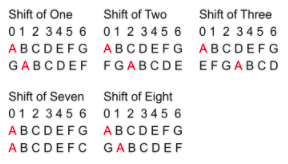 Shift of One
0 1 2 3 4 5 6
A B C D E F G
G A B C D E F
Shift of Two
0 1 2 3 4 5 6
A B C D E F G
F G A B C D E
Shift of Three
0 1 2 3 4 5 6
A B C D E F G
E F G A B C D
Shift of Seven
0 1 2 3 4 5 6
A B C D E F G
A B C D E F C
Shift of Eight
0 1 2 3 4 5 6
A B C D E F G
G A B C D E F